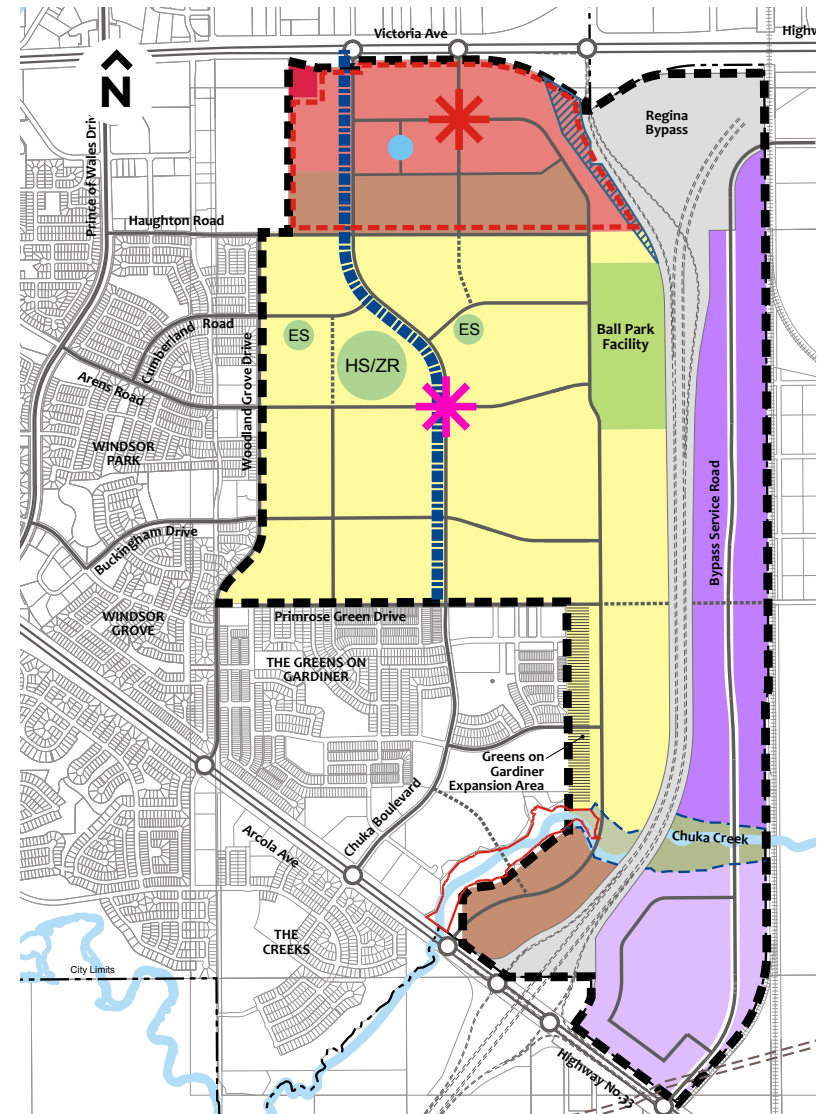 Victoria Ave
Highw
N
Regina
Bypass
Prince of Wales Driv
Haughton Road
Cumberland Road
ES
ES
HS/ZR
Ball Park
Facility
Arens Road
Woodland Grove Drive
WINDSOR
PARK
Bypass Service Road
Buckingham Drive
WINDSOR
GROVE
Primrose Green Drive
THE GREENS ON
GARDINER
Greens on
Gardiner
Expansion Area
Chuka Boulevard
Chuka Creek
Arcola Ave
THE
CREEKS
City Limits
Highway No.33